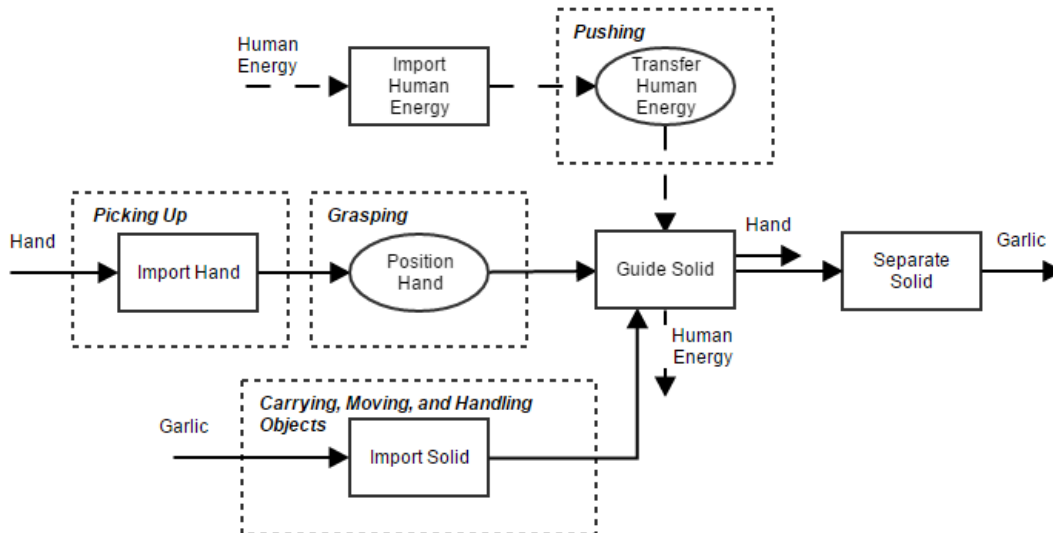 Pushing
Human
Energy
Import
Human
Energy
Transfer
Human
Energy
Picking Up
Grasping
Hand
Import Hand
Position
Hand
Guide Solid
Hand
Separate
Solid
Garlic
Human
Energy
Carrying, Moving, and Handling
Objects
Garlic
Import Solid